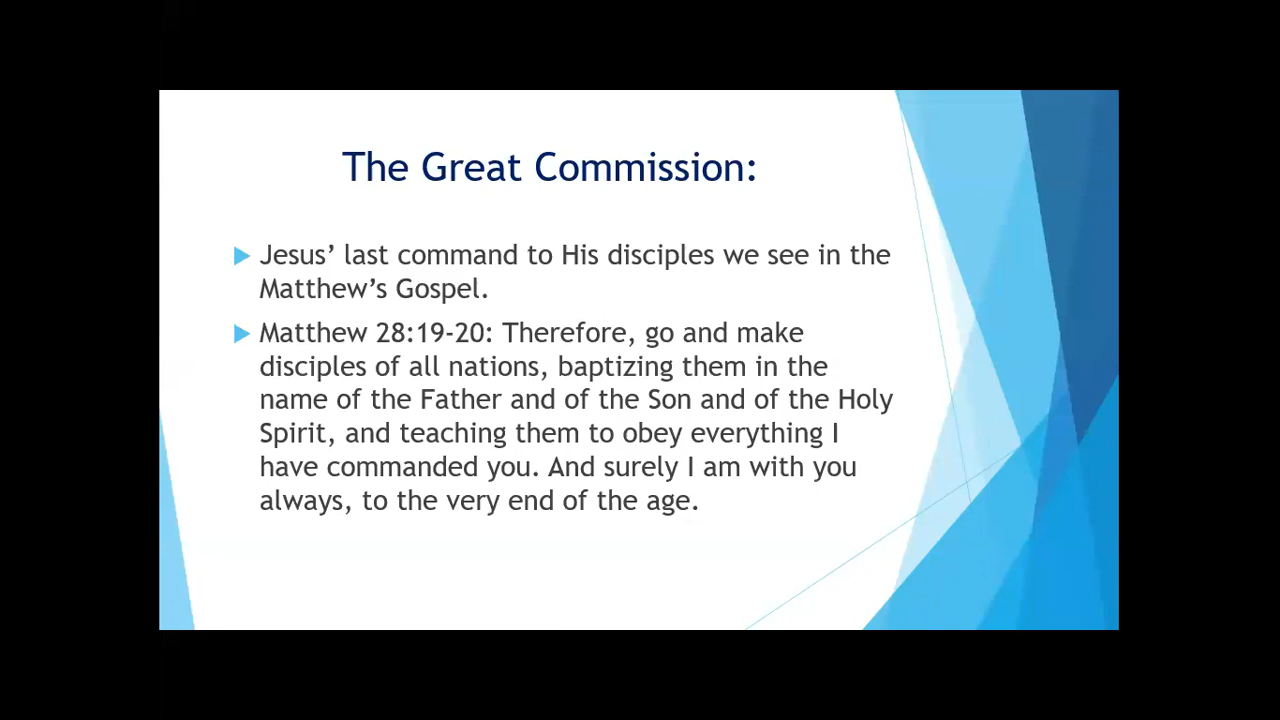 The Great Commission:
Jesus’ last command to His disciples we see in the
Matthew’s Gospel.
Matthew 28:19-20: Therefore, go and make
disciples of all nations, baptizing them in the
name of the Father and of the Son and of the Holy
Spirit, and teaching them to obey everything I
have commanded you. And surely I am with you
always, to the very end of the age.